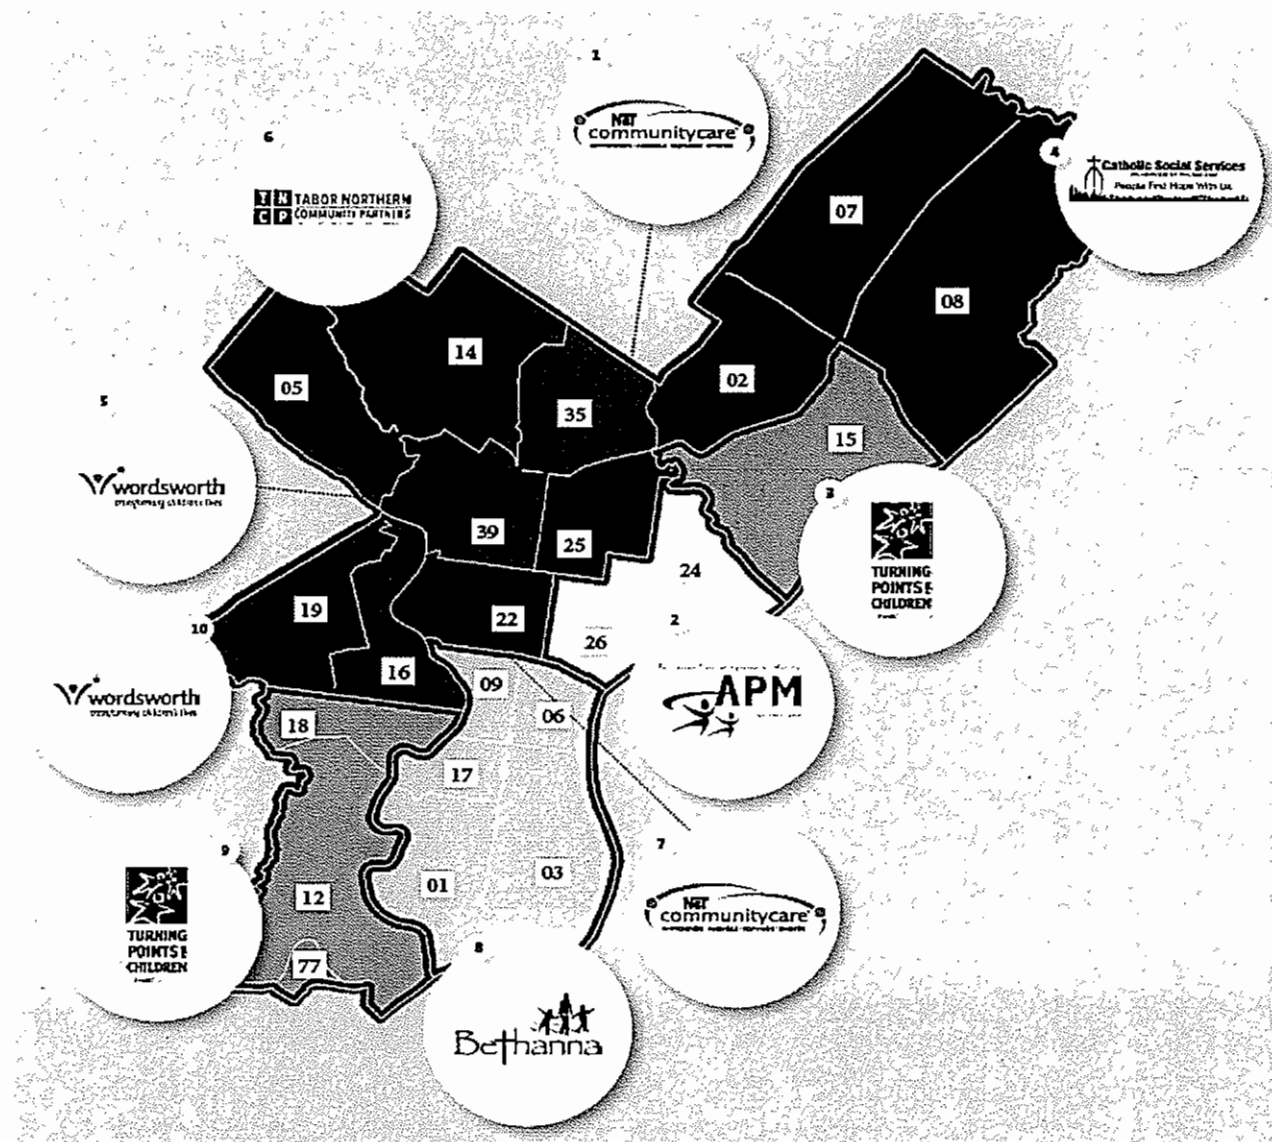 1
NET
communitycare
6
T N
C P
TABOR NORTHERN
COMMUNITY PARTNERS
4
Catholic Social Services
People First Hope With Us
07
08
14
05
02
35
15
5
wordsworth
3
TURNING
POINTS F
CHILDREN
39
25
24
19
10
22
2
26
16
09
APM
wordsworth
18
06
17
7
NET
communitycare
9
01
03
12
TURNING
POINTS F
CHILDREN
77
8
Bethanna